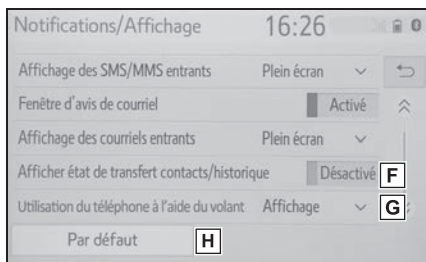 Notifications/Affichage 16:26
Affichage des SMS/MMS entrants Plein écran
Fenêtre d'avis de courriel Activé
Affichage des courriels entrants Plein écran
Afficher état de transfert contacts/historique Désactivé F
Utilisation du téléphone à l'aide du volant Affichage G
Par défaut H